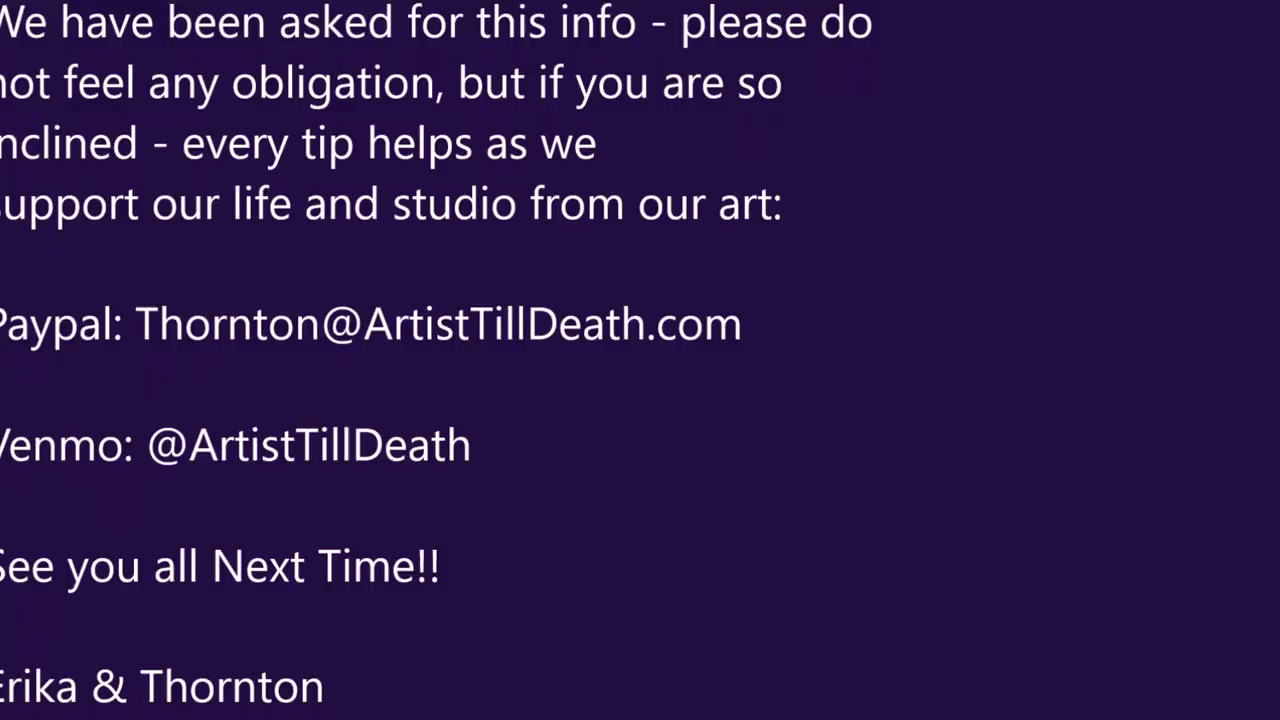 We have been asked for this info - please do
not feel any obligation, but if you are so
inclined - every tip helps as we
support our life and studio from our art:
Paypal: Thornton@ArtistTillDeath.com
Venmo: @ArtistTillDeath
See you all Next Time!!
Erika & Thornton